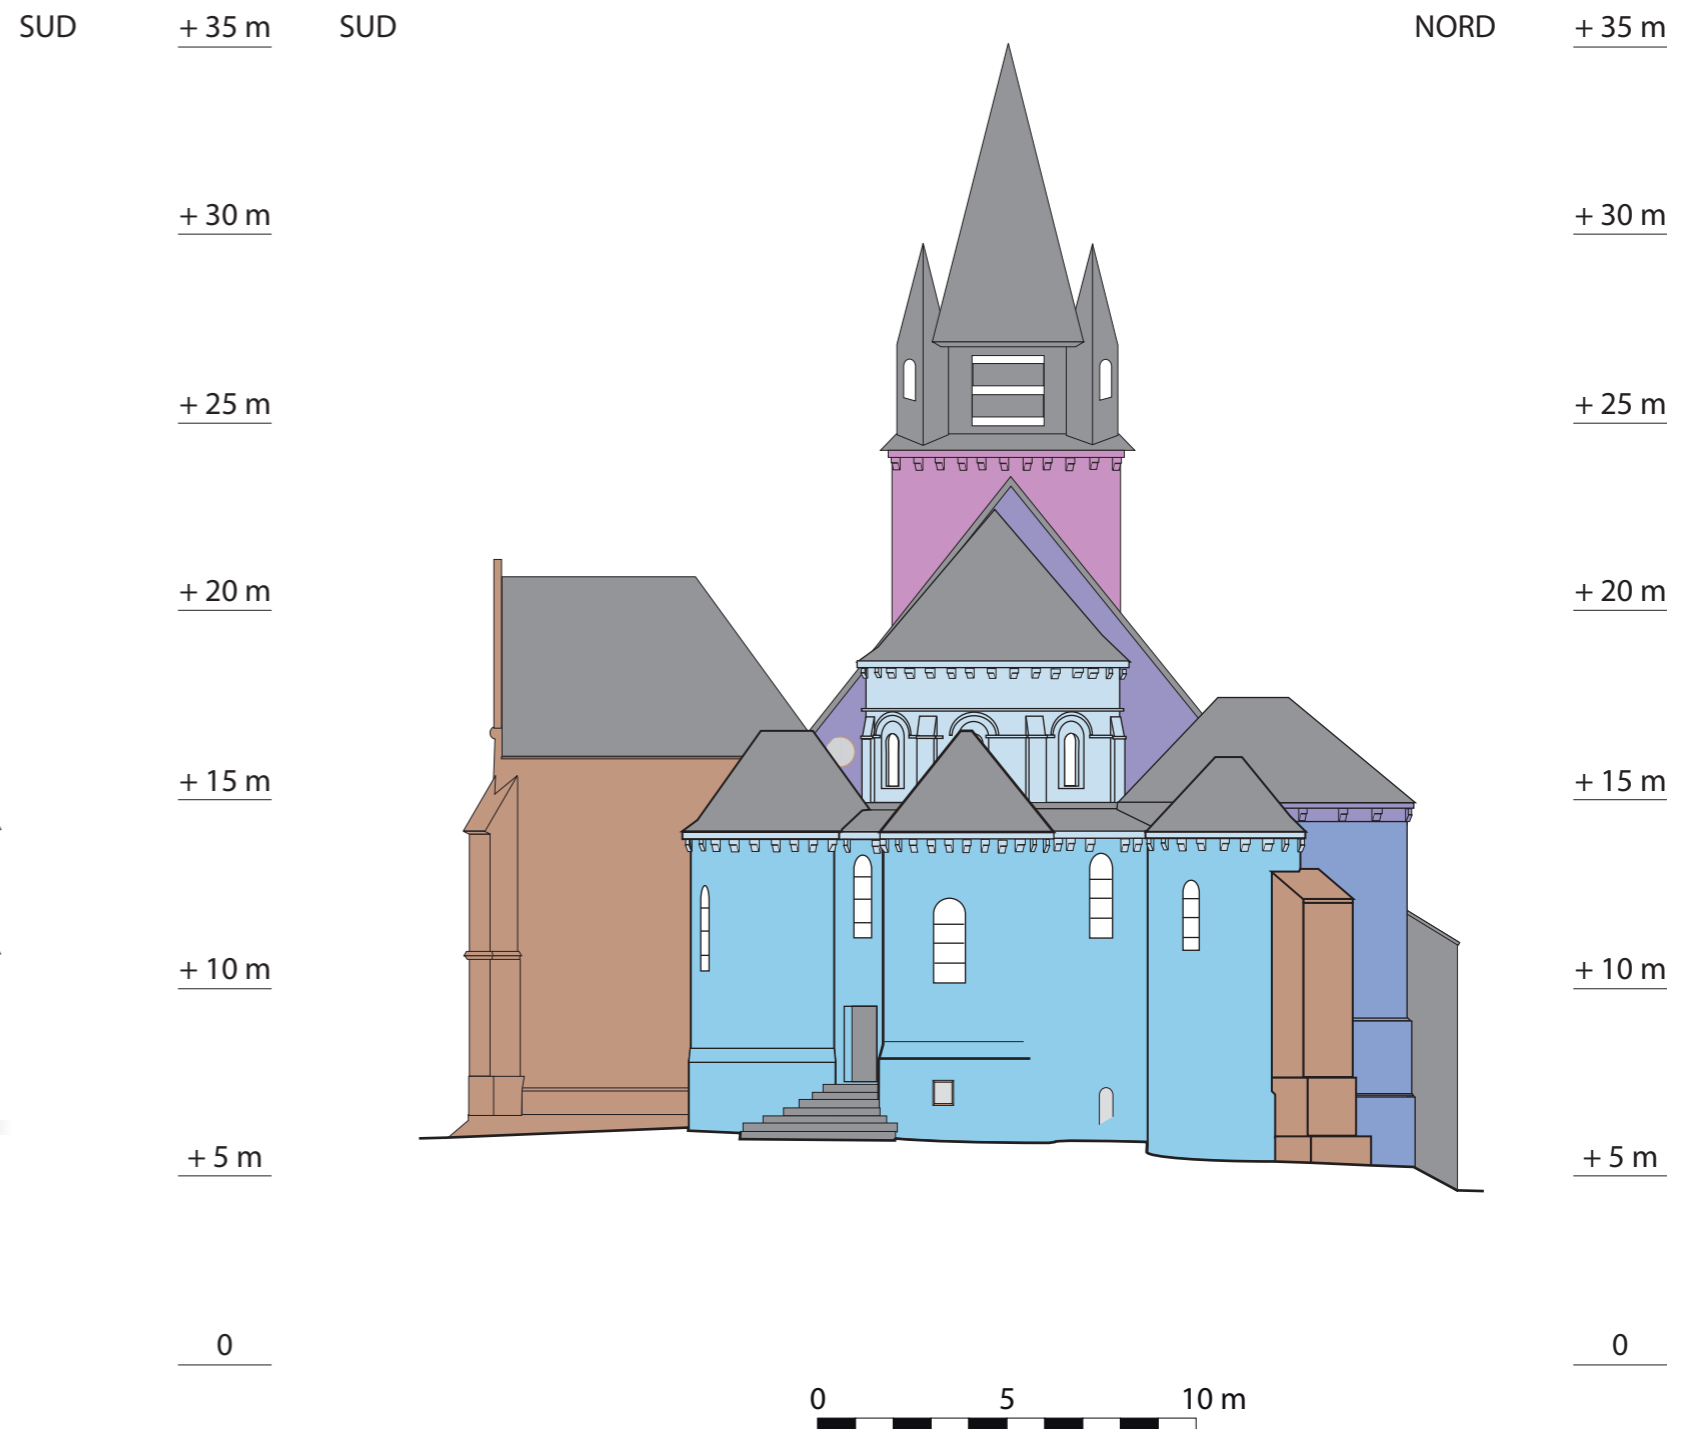 SUD + 35 m SUD NORD + 35 m
+ 30 m + 30 m
+ 25 m + 25 m
+ 20 m + 20 m
+ 15 m + 15 m
+ 10 m + 10 m
+ 5 m + 5 m
0 0
0 5 10 m